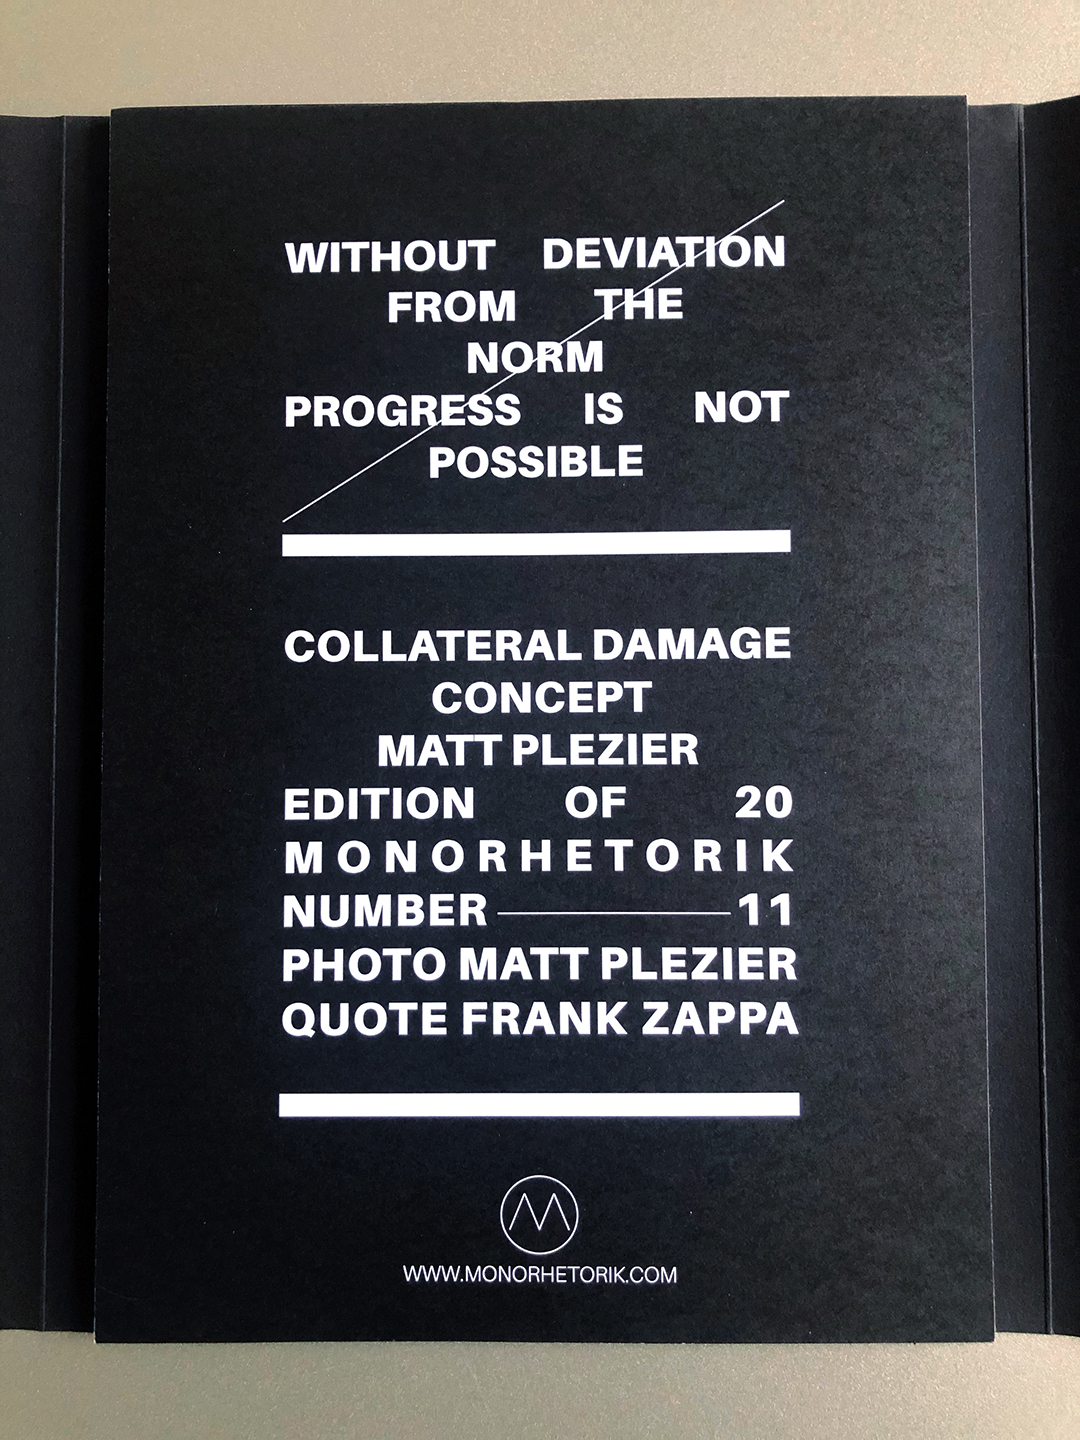 WITHOUT DEVIATION
FROM THE
NORM
PROGRESS IS NOT
POSSIBLE
COLLATERAL DAMAGE
CONCEPT
MATT PLEZIER
EDITION OF 20
MONORHETORIK
NUMBER 11
PHOTO MATT PLEZIER
QUOTE FRANK ZAPPA
M
WWW.MONORHETORIK.COM